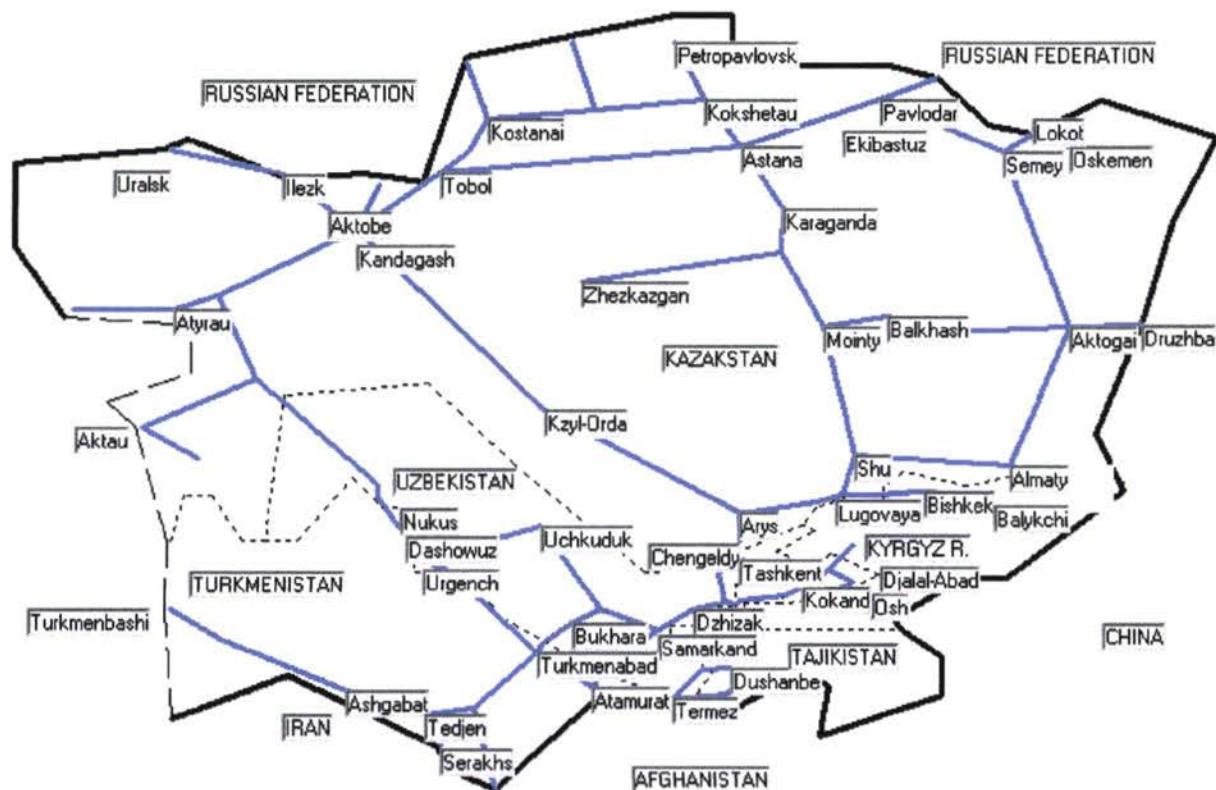 Petropavlovsk
RUSSIAN FEDERATION
RUSSIAN FEDERATION
Kokshetau
Pavlodar
Kostanai
Lokot
Ekibastuz
Astana
Semey
Oskemen
Uralsk
Ilezk
Tobol
Aktobe
Karaganda
Kandagash
Zhezkazgan
Atyrau
Mointy
Balkhash
Aktogai
Druzhba
KAZAKSTAN
Kzyl-Orda
Aktau
Shu
UZBEKISTAN
Almaty
Lugovaya
Bishkek
Nukus
Arys
Balykchi
Dashowuz
Uchkuduk
Chengeldy
KYRGYZ R.
TURKMENISTAN
Urgench
Tashkent
Djalal-Abad
Kokand
Osh
Turkmenbashi
Dzhizak
Bukhara
CHINA
Samarkand
Turkmenabad
TAJIKISTAN
Dushanbe
Ashgabat
Atamurat
Termez
IRAN
Tedjen
Serakhs
AFGHANISTAN